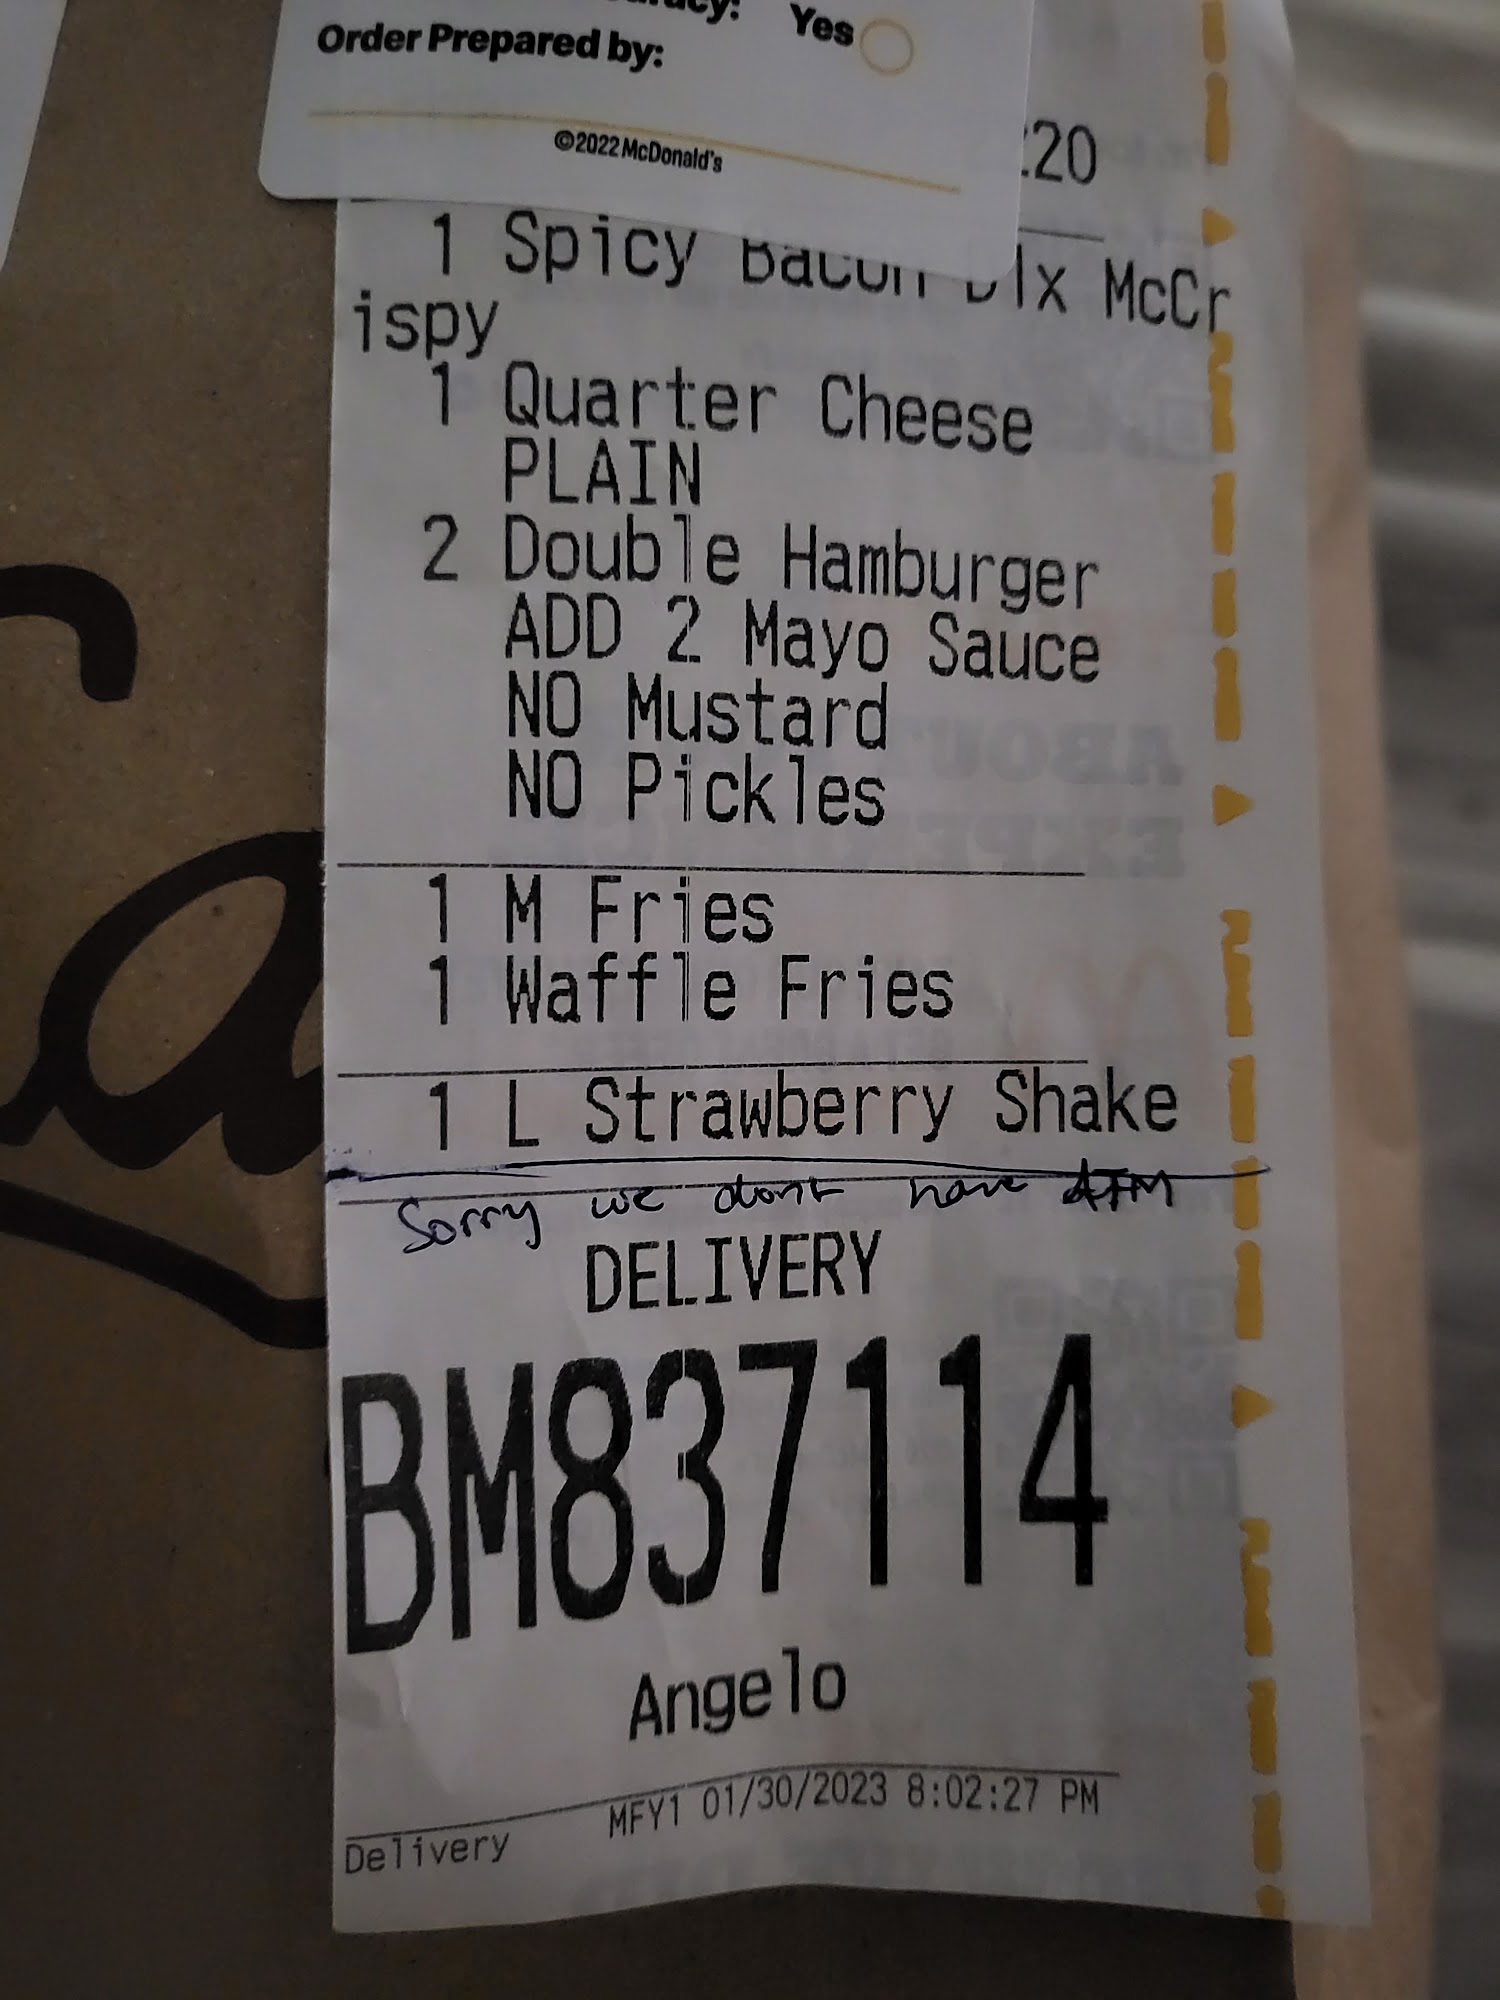 Yes
Order Prepared by:
©2022 McDonald's
:20
1 Spicy Bacon Dlx McCr
ispy
1 Quarter Cheese
PLAIN
2 Double Hamburger
ADD 2 Mayo Sauce
NO Mustard
NO Pickles
1 M Fries
1 Waffle Fries
1 L Strawberry Shake
Sorry we dont have ATM
DELIVERY
BM837114
Angelo
MFY1 01/30/2023 8:02:27 PM
Delivery